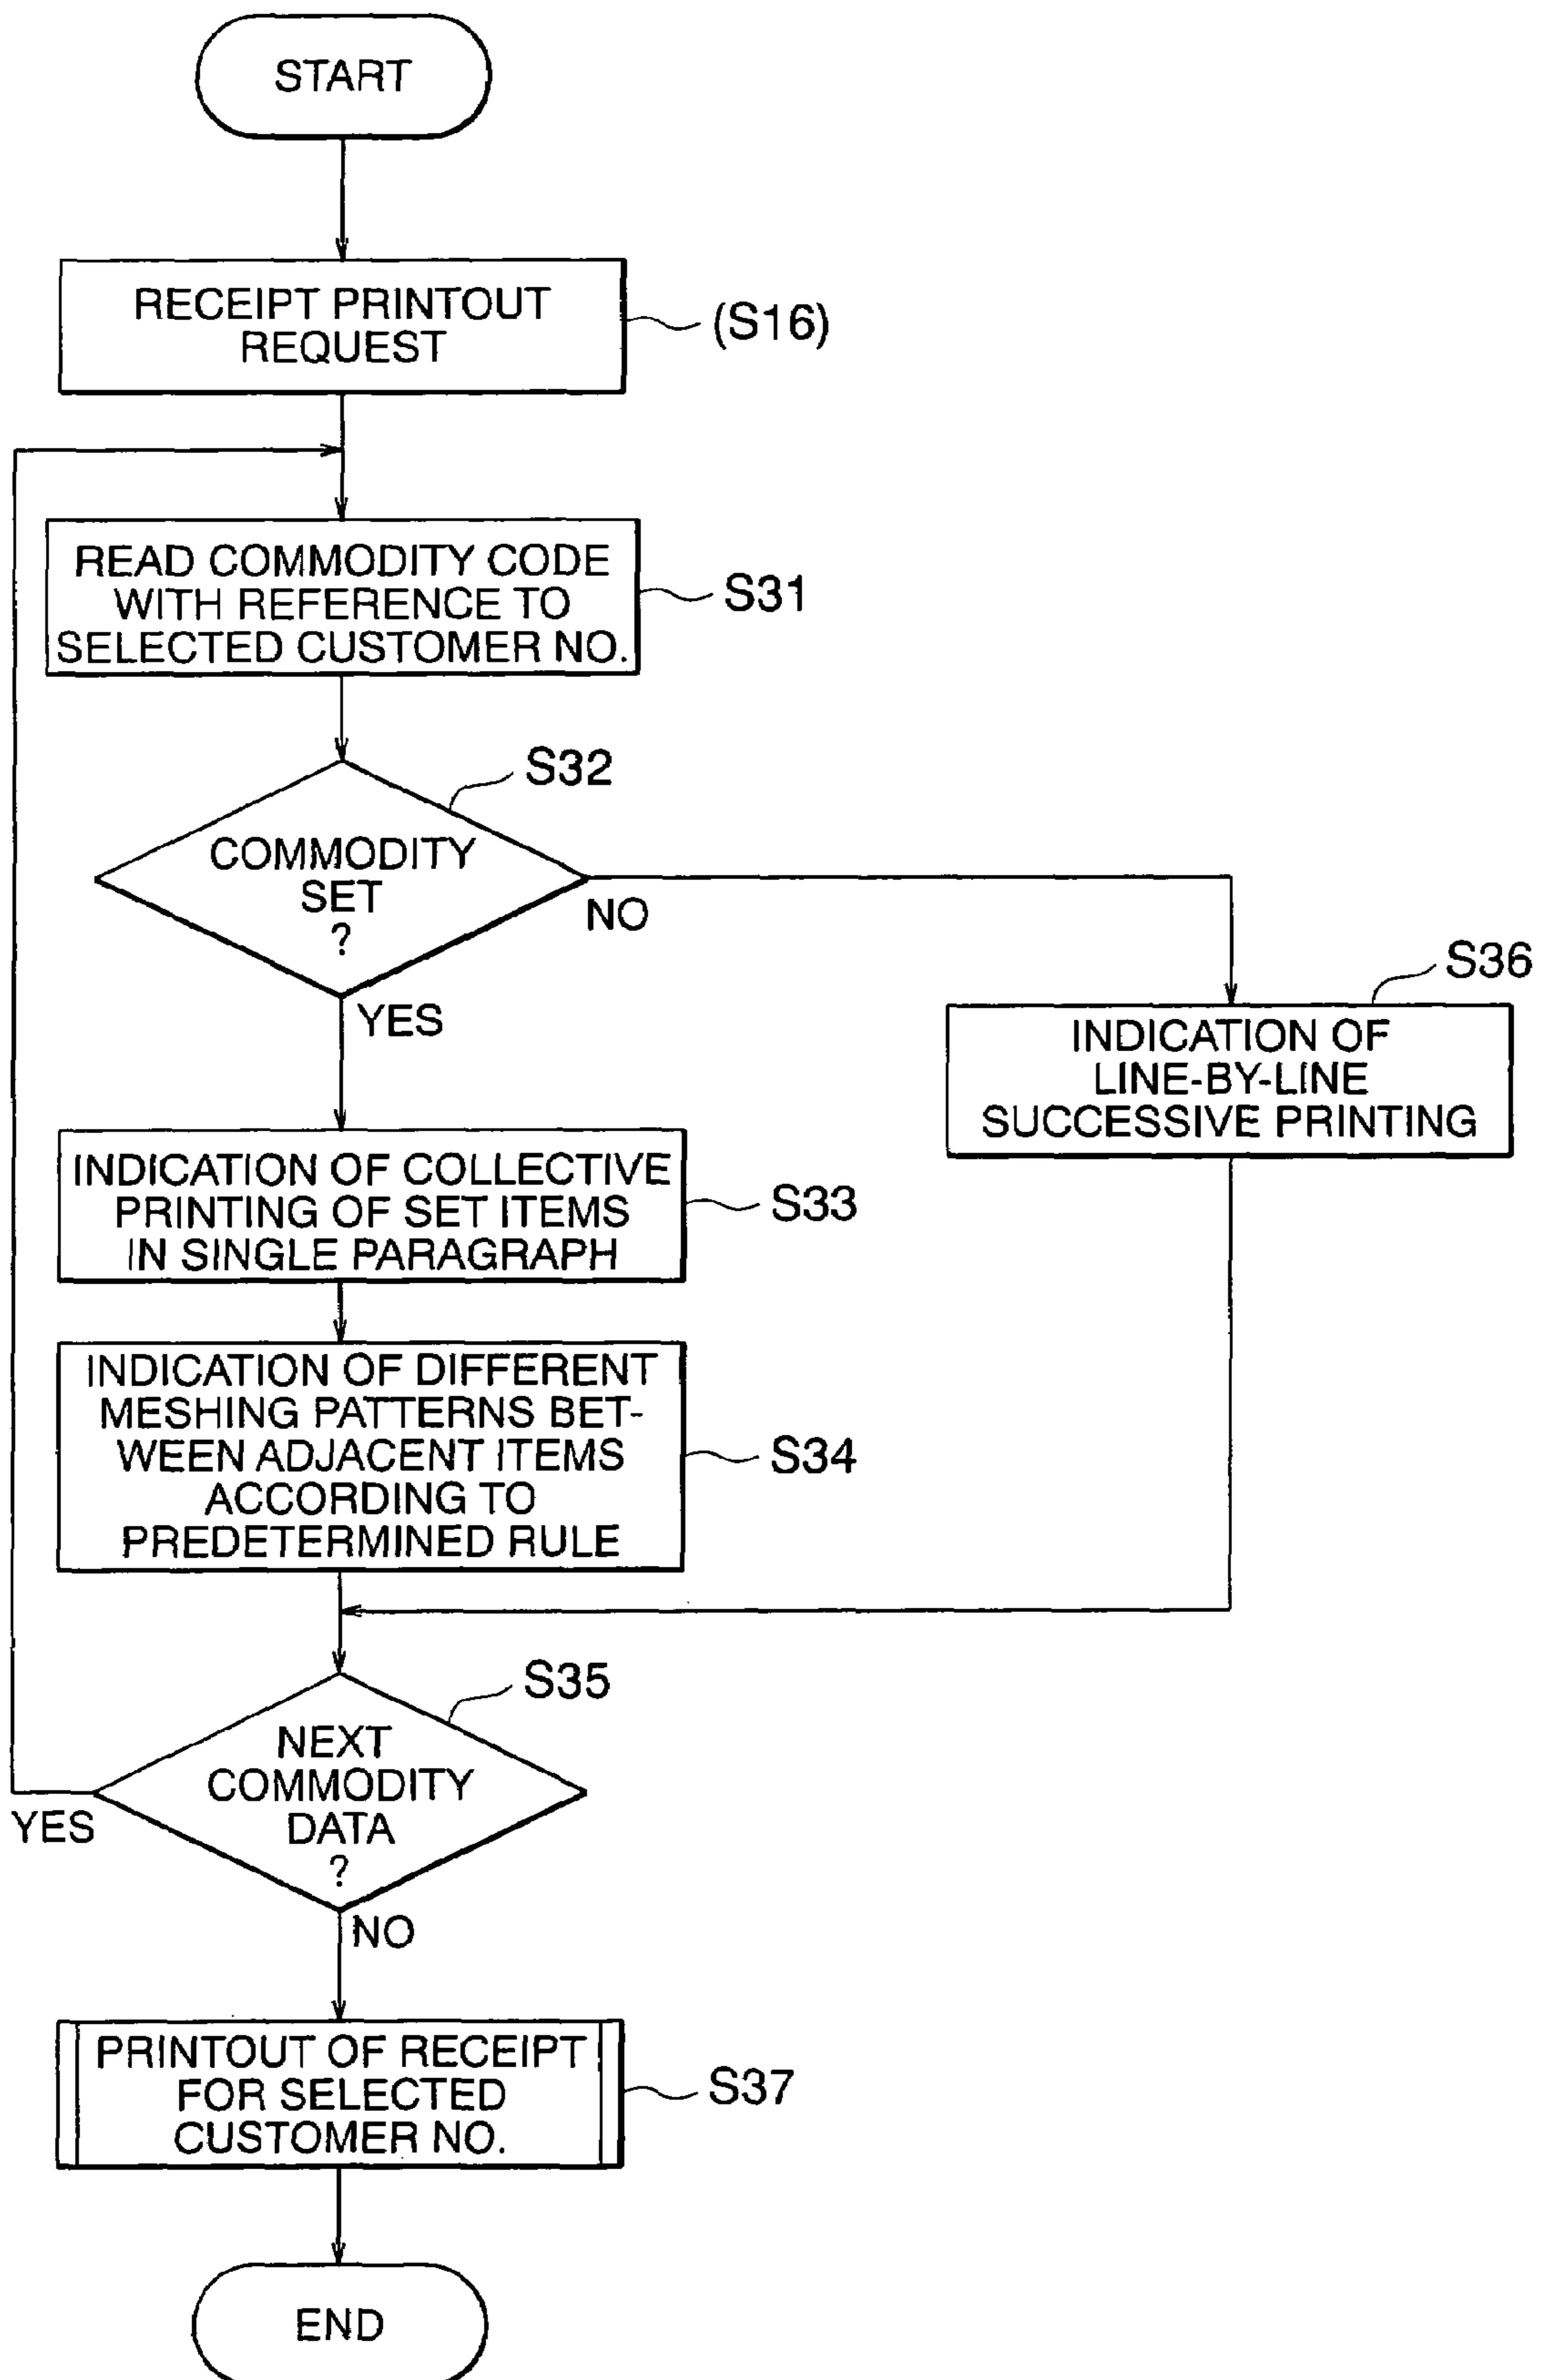 START
RECEIPT PRINTOUT
REQUEST
(S16)
READ COMMODITY CODE
WITH REFERENCE TO
SELECTED CUSTOMER NO.
S31
S32
COMMODITY
SET
?
NO
YES
S36
INDICATION OF
LINE-BY-LINE
SUCCESSIVE PRINTING
INDICATION OF COLLECTIVE
PRINTING OF SET ITEMS
IN SINGLE PARAGRAPH
S33
INDICATION OF DIFFERENT
MESHING PATTERNS BET-
WEEN ADJACENT ITEMS
ACCORDING TO
PREDETERMINED RULE
S34
S35
NEXT
COMMODITY
DATA
?
YES
NO
PRINTOUT OF RECEIPT
FOR SELECTED
CUSTOMER NO.
S37
END